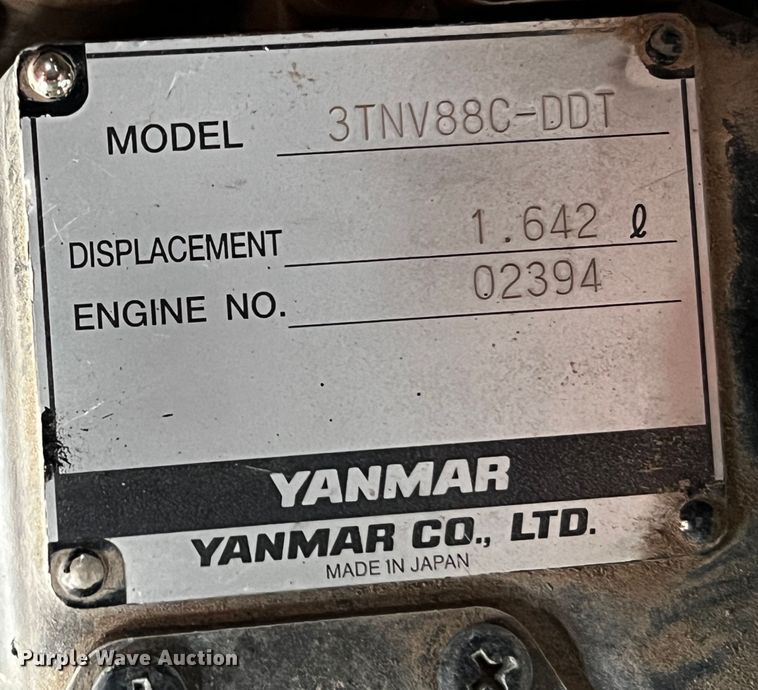 MODEL 3TNV88C-DDT
DISPLACEMENT 1.642 ℓ
ENGINE NO. 02394
YANMAR
YANMAR CO., LTD.
MADE IN JAPAN
Purple Wave Auction